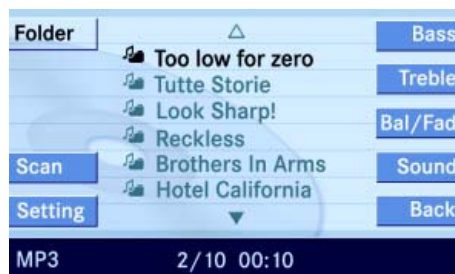 Folder
Too low for zero
Tutte Storie
Look Sharp!
Reckless
Brothers In Arms
Hotel California
Scan
Setting
Bass
Treble
Bal/Fad
Sound
Back
MP3 2/10 00:10